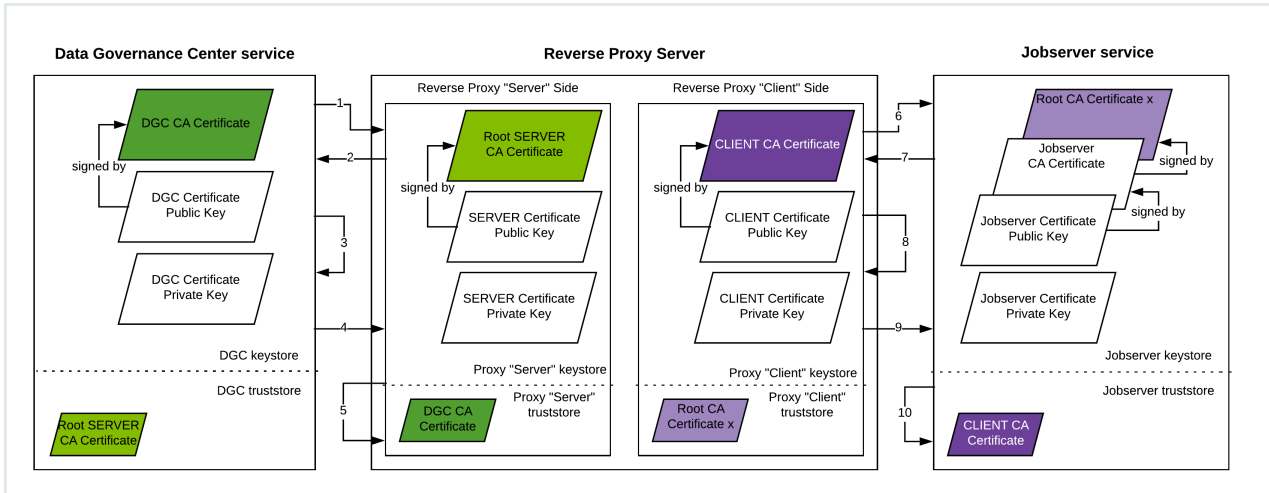 Data Governance Center service
DGC CA Certificate
signed by
DGC Certificate
Public Key
DGC Certificate
Private Key
DGC keystore
DGC truststore
Root SERVER
CA Certificate
1
2
3
4
5
Reverse Proxy Server
Reverse Proxy "Server" Side
Root SERVER
CA Certificate
signed by
SERVER Certificate
Public Key
SERVER Certificate
Private Key
Proxy "Server" keystore
Proxy "Server"
truststore
DGC CA
Certificate
Reverse Proxy "Client" Side
CLIENT CA Certificate
signed by
CLIENT Certificate
Public Key
CLIENT Certificate
Private Key
Proxy "Client" keystore
Proxy "Client"
truststore
Root CA
Certificate x
6
7
8
9
10
Jobserver service
Root CA Certificate x
Jobserver
CA Certificate
signed by
signed by
Jobserver Certificate
Public Key
Jobserver Certificate
Private Key
Jobserver keystore
Jobserver truststore
CLIENT CA
Certificate